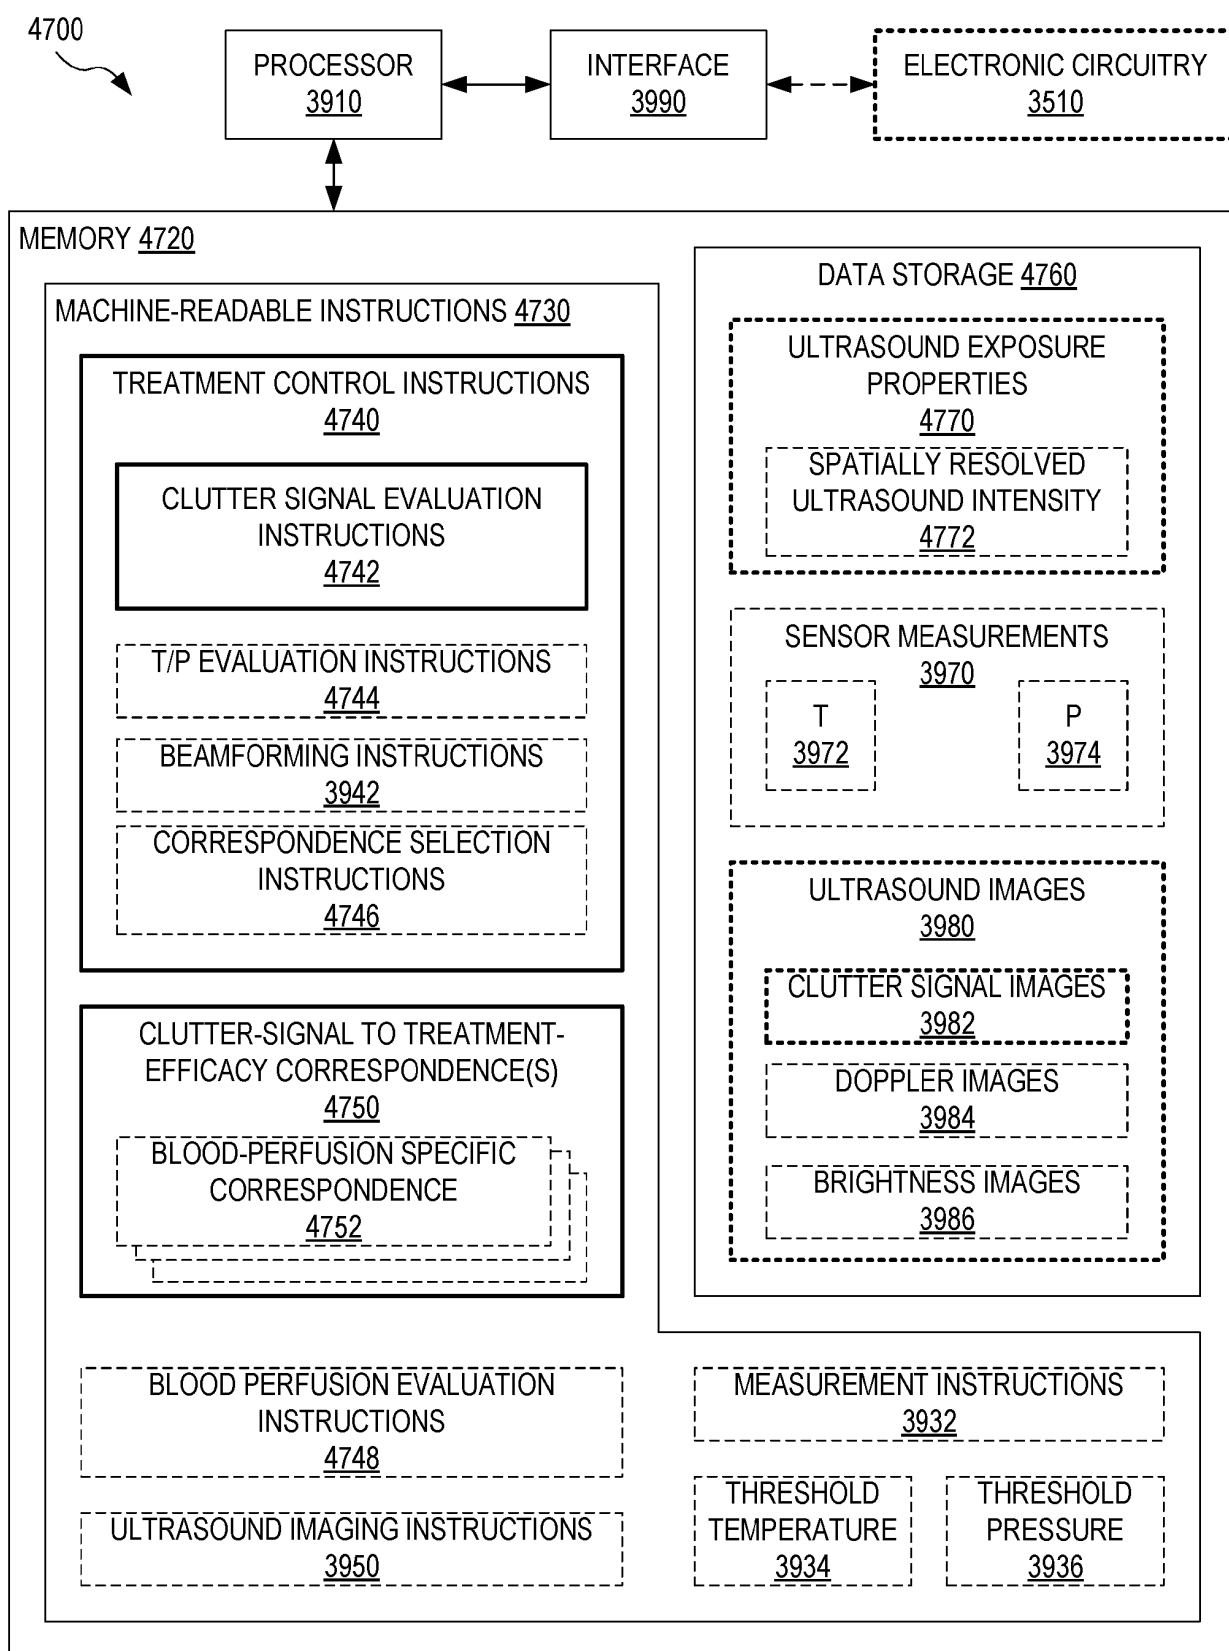 4700
PROCESSOR
3910
INTERFACE
3990
ELECTRONIC CIRCUITRY
3510
MEMORY 4720
MACHINE-READABLE INSTRUCTIONS 4730
TREATMENT CONTROL INSTRUCTIONS
4740
CLUTTER SIGNAL EVALUATION
INSTRUCTIONS
4742
T/P EVALUATION INSTRUCTIONS
4744
BEAMFORMING INSTRUCTIONS
3942
CORRESPONDENCE SELECTION
INSTRUCTIONS
4746
CLUTTER-SIGNAL TO TREATMENT-
EFFICACY CORRESPONDENCE(S)
4750
BLOOD-PERFUSION SPECIFIC
CORRESPONDENCE
4752
BLOOD PERFUSION EVALUATION
INSTRUCTIONS
4748
ULTRASOUND IMAGING INSTRUCTIONS
3950
DATA STORAGE 4760
ULTRASOUND EXPOSURE
PROPERTIES
4770
SPATIALLY RESOLVED
ULTRASOUND INTENSITY
4772
SENSOR MEASUREMENTS
3970
T
3972
P
3974
ULTRASOUND IMAGES
3980
CLUTTER SIGNAL IMAGES
3982
DOPPLER IMAGES
3984
BRIGHTNESS IMAGES
3986
MEASUREMENT INSTRUCTIONS
3932
THRESHOLD
TEMPERATURE
3934
THRESHOLD
PRESSURE
3936